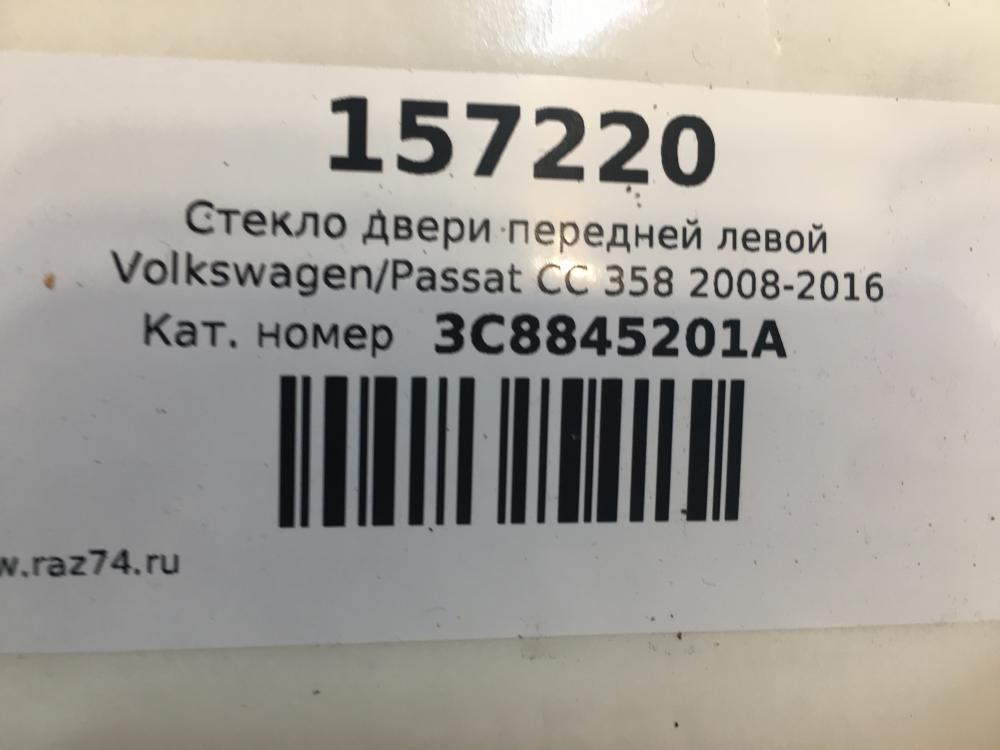 157220
Стекло двери передней левой
Volkswagen/Passat CC 358 2008-2016
Кат. номер 3C8845201A
w.raz74.ru